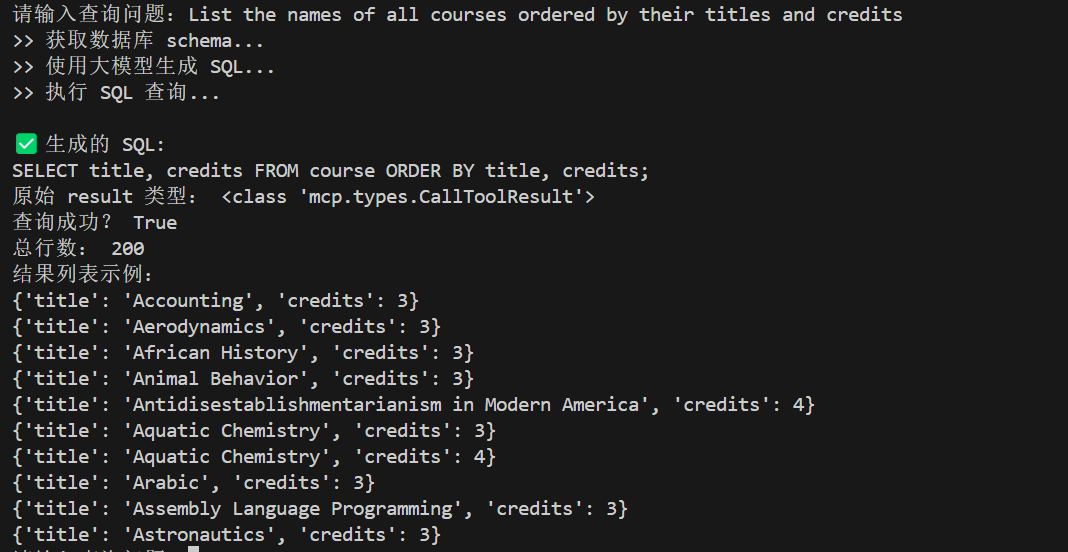 请输入查询问题: List the names of all courses ordered by their titles and credits
>> 获取数据库 schema...
>> 使用大模型生成 SQL...
>> 执行 SQL 查询...
✅ 生成的 SQL:
SELECT title, credits FROM course ORDER BY title, credits;
原始 result 类型: <class 'mcp.types.CallToolResult'>
查询成功? True
总行数: 200
结果列表示例:
{'title': 'Accounting', 'credits': 3}
{'title': 'Aerodynamics', 'credits': 3}
{'title': 'African History', 'credits': 3}
{'title': 'Animal Behavior', 'credits': 3}
{'title': 'Antidisestablishmentarianism in Modern America', 'credits': 4}
{'title': 'Aquatic Chemistry', 'credits': 3}
{'title': 'Aquatic Chemistry', 'credits': 4}
{'title': 'Arabic', 'credits': 3}
{'title': 'Assembly Language Programming', 'credits': 3}
{'title': 'Astronautics', 'credits': 3}